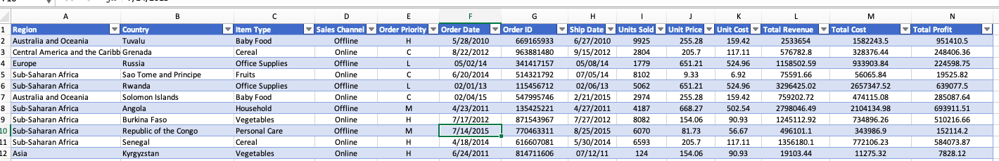 A B C D E F G H I J K L M N
1 Region Country Item Type Sales Channel Order Priority Order Date Order ID Ship Date Units Sold Unit Price Unit Cost Total Revenue Total Cost Total Profit
2 Australia and Oceania Tuvalu Baby Food Offline H 5/28/2010 669165933 6/27/2010 9925 255.28 159.42 2533654 1582243.5 951410.5
3 Central America and the Caribb Grenada Cereal Online C 8/22/2012 963881480 9/15/2012 2804 205.7 117.11 576782.8 328376.44 248406.36
4 Europe Russia Office Supplies Offline L 05/02/14 341417157 05/08/14 1779 651.21 524.96 1158502.59 933903.84 224598.75
5 Sub-Saharan Africa Sao Tome and Principe Fruits Online C 6/20/2014 514321792 07/05/14 8102 9.33 6.92 75591.66 56065.84 19525.82
6 Sub-Saharan Africa Rwanda Office Supplies Offline L 02/01/13 115456712 02/06/13 5062 651.21 524.96 3296425.02 2657347.52 639077.5
7 Australia and Oceania Solomon Islands Baby Food Online C 02/04/15 547995746 2/21/2015 2974 255.28 159.42 759202.72 474115.08 285087.64
8 Sub-Saharan Africa Angola Household Offline M 4/23/2011 135425221 4/27/2011 4187 668.27 502.54 2798046.49 2104134.98 693911.51
9 Sub-Saharan Africa Burkina Faso Vegetables Online H 7/17/2012 871543967 7/27/2012 8082 154.06 90.93 1245112.92 734896.26 510216.66
10 Sub-Saharan Africa Republic of the Congo Personal Care Offline M 7/14/2015 770463311 8/25/2015 6070 81.73 56.67 496101.1 343986.9 152114.2
11 Sub-Saharan Africa Senegal Cereal Online H 4/18/2014 616607081 5/30/2014 6593 205.7 117.11 1356180.1 772106.23 584073.87
12 Asia Kyrgyzstan Vegetables Online H 6/24/2011 814711606 07/12/11 124 154.06 90.93 19103.44 11275.32 7828.12